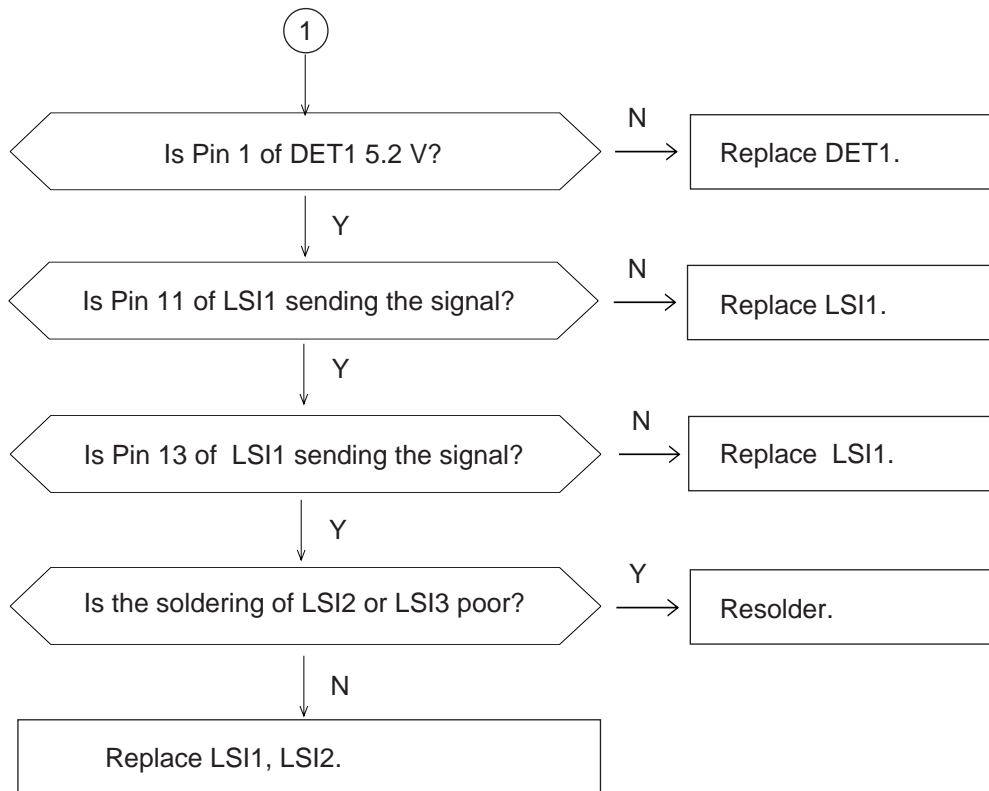 1
Is Pin 1 of DET1 5.2 V?
N
Replace DET1.
Y
Is Pin 11 of LSI1 sending the signal?
N
Replace LSI1.
Y
Is Pin 13 of  LSI1 sending the signal?
N
Replace  LSI1.
Y
Is the soldering of LSI2 or LSI3 poor?
Y
Resolder.
N
Replace LSI1, LSI2.